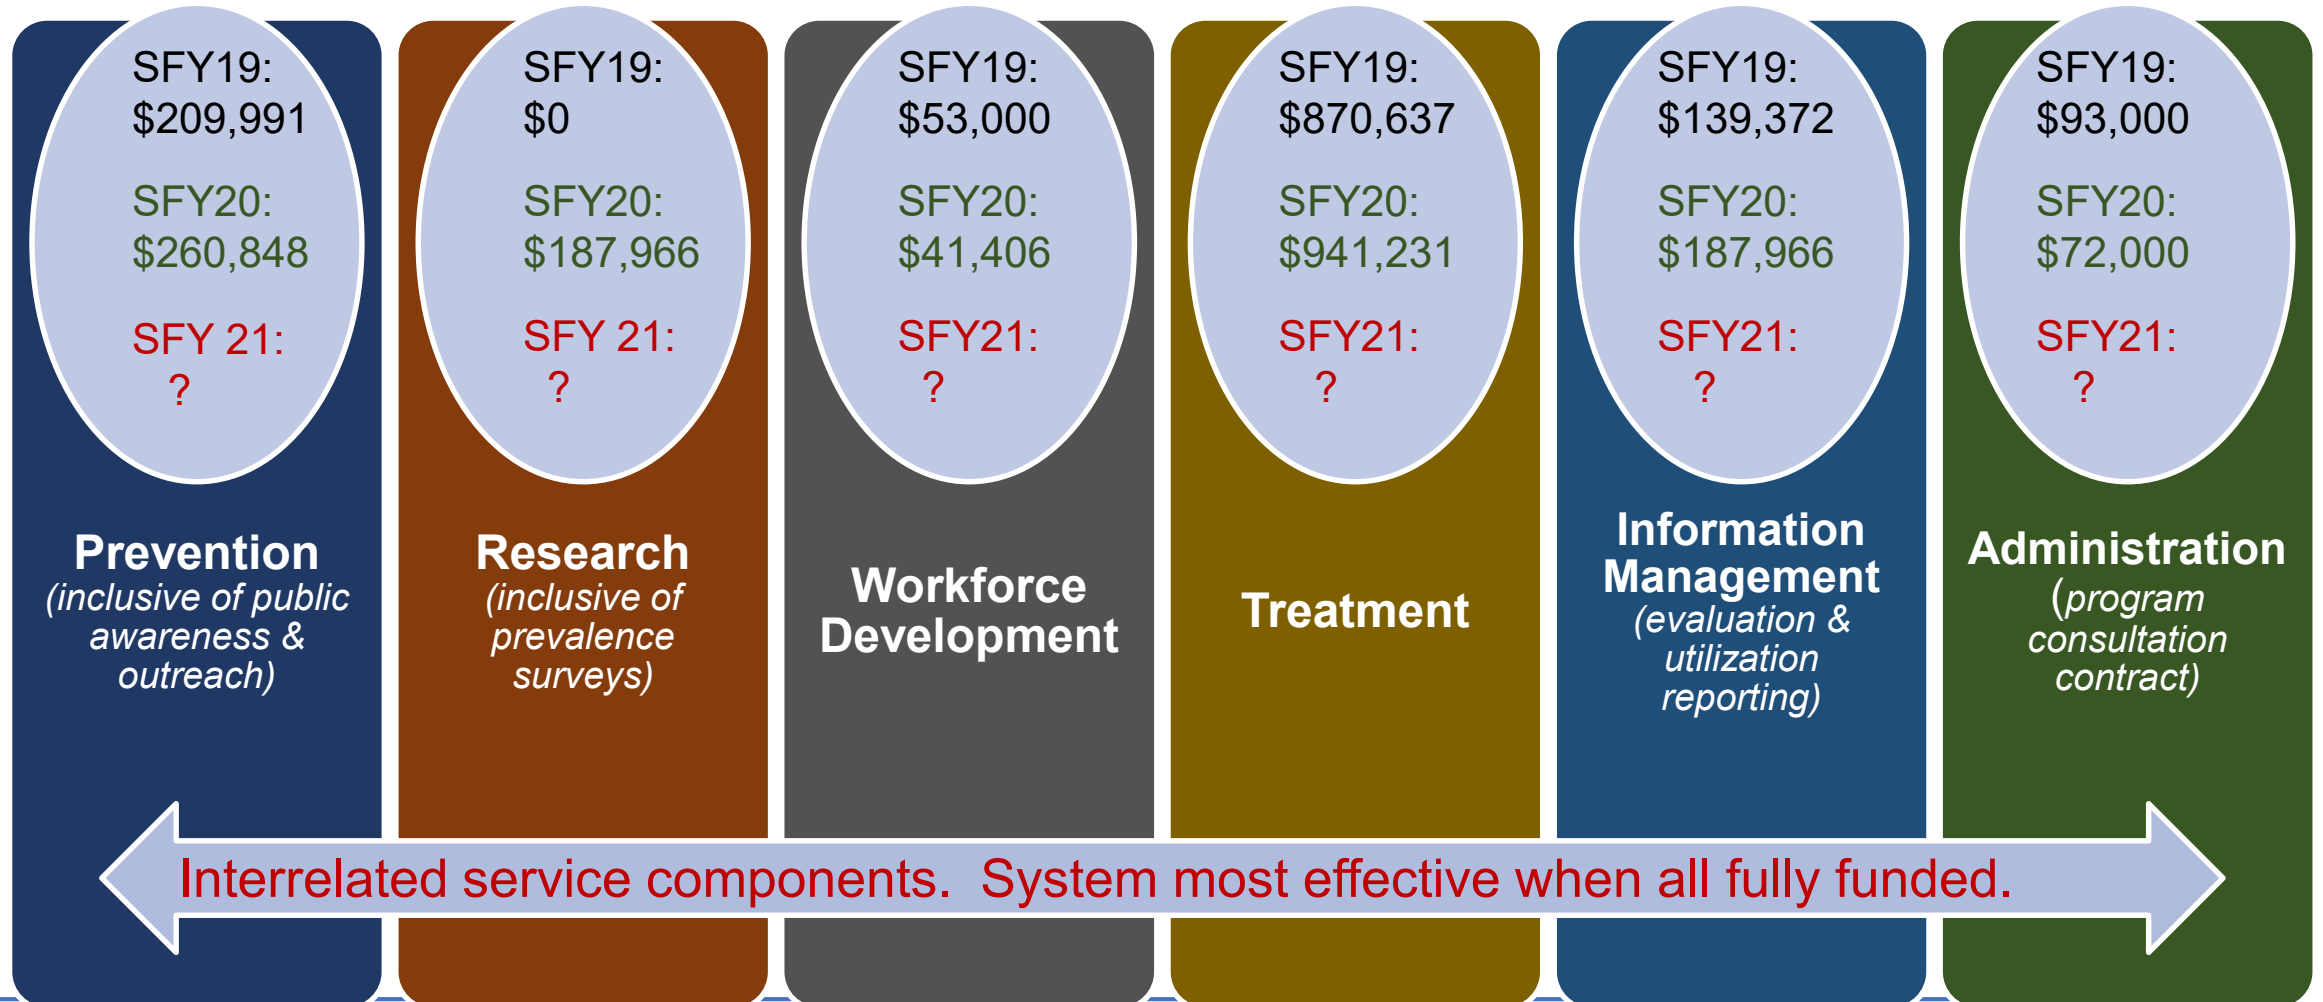 SFY19:
$209,991
SFY20:
$260,848
SFY 21:
?
Prevention
(inclusive of public
awareness &
outreach)
SFY19:
$0
SFY20:
$187,966
SFY 21:
?
Research
(inclusive of
prevalence
surveys)
SFY19:
$53,000
SFY20:
$41,406
SFY21:
?
Workforce
Development
SFY19:
$870,637
SFY20:
$941,231
SFY21:
?
Treatment
SFY19:
$139,372
SFY20:
$187,966
SFY21:
?
Information
Management
(evaluation &
utilization
reporting)
SFY19:
$93,000
SFY20:
$72,000
SFY21:
?
Administration
(program
consultation
contract)
Interrelated service components.  System most effective when all fully funded.